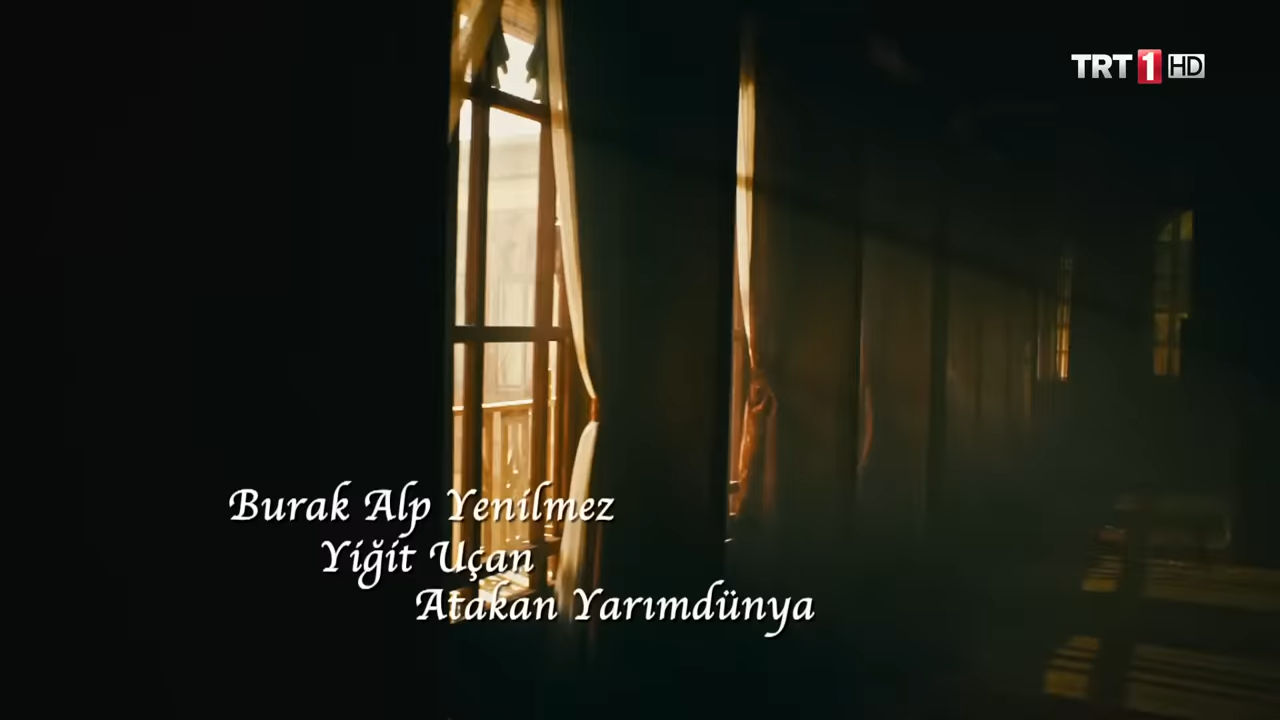 TRT 1 HD
Burak Alp Yenilmez
Yiğit Uçan
Atakan Yarımdünya